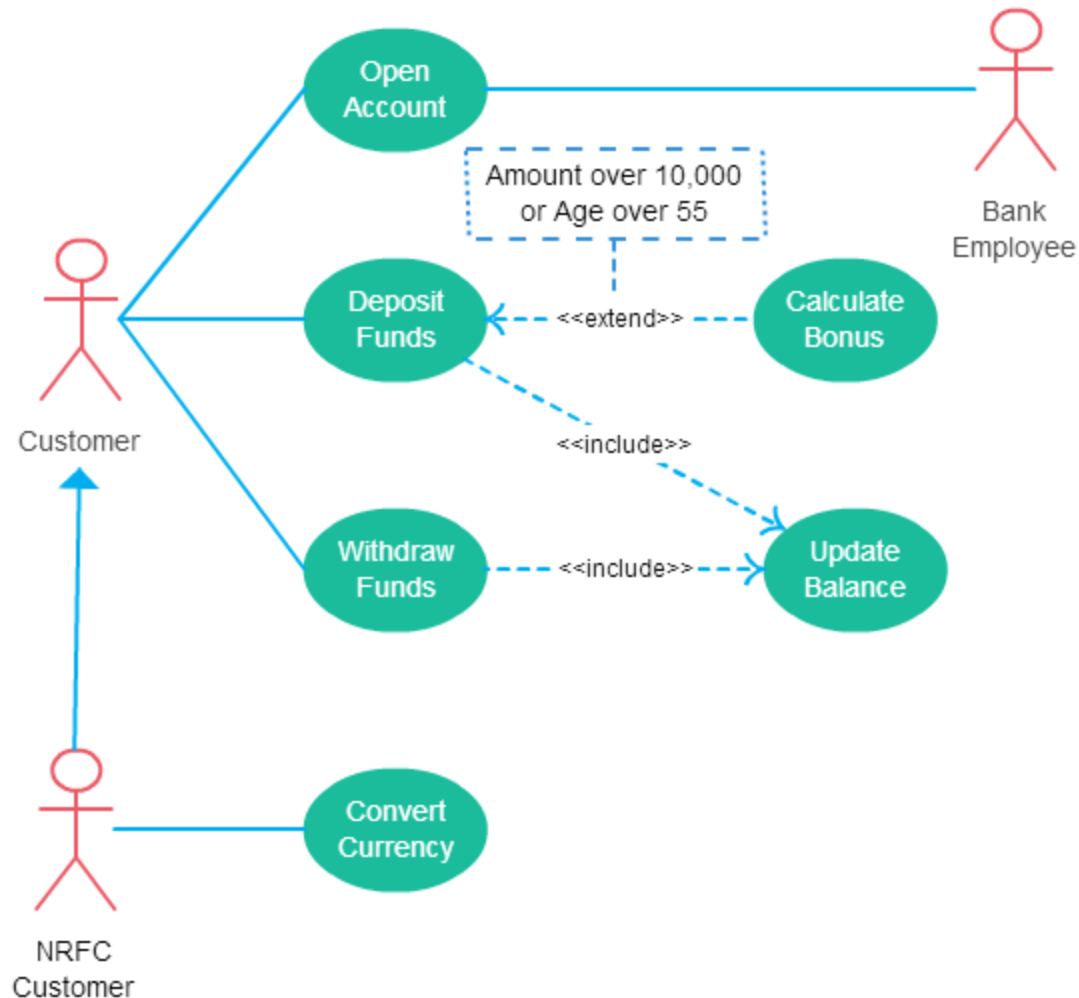 Open
Account
Amount over 10,000
or Age over 55
Bank
Employee
Deposit
Funds
<<extend>>
Calculate
Bonus
Customer
<<include>>
Withdraw
Funds
<<include>>
Update
Balance
Convert
Currency
NRFC
Customer